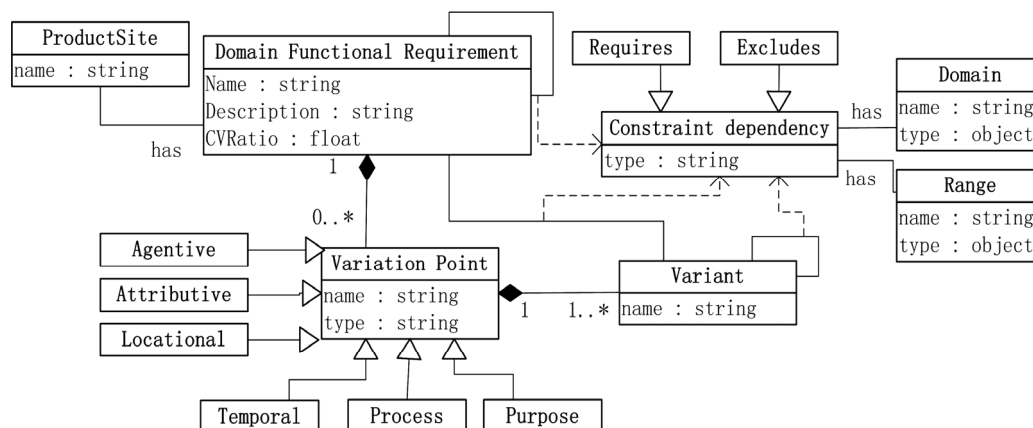 ProductSite
name : string
has
Domain Functional Requirement
Name : string
Description : string
CVRatio : float
1
0..*
Requires
Excludes
Constraint dependency
type : string
has
has
Domain
name : string
type : object
Range
name : string
type : object
Agentive
Attributive
Locational
Variation Point
name : string
type : string
1
1..*
Variant
name : string
Temporal
Process
Purpose